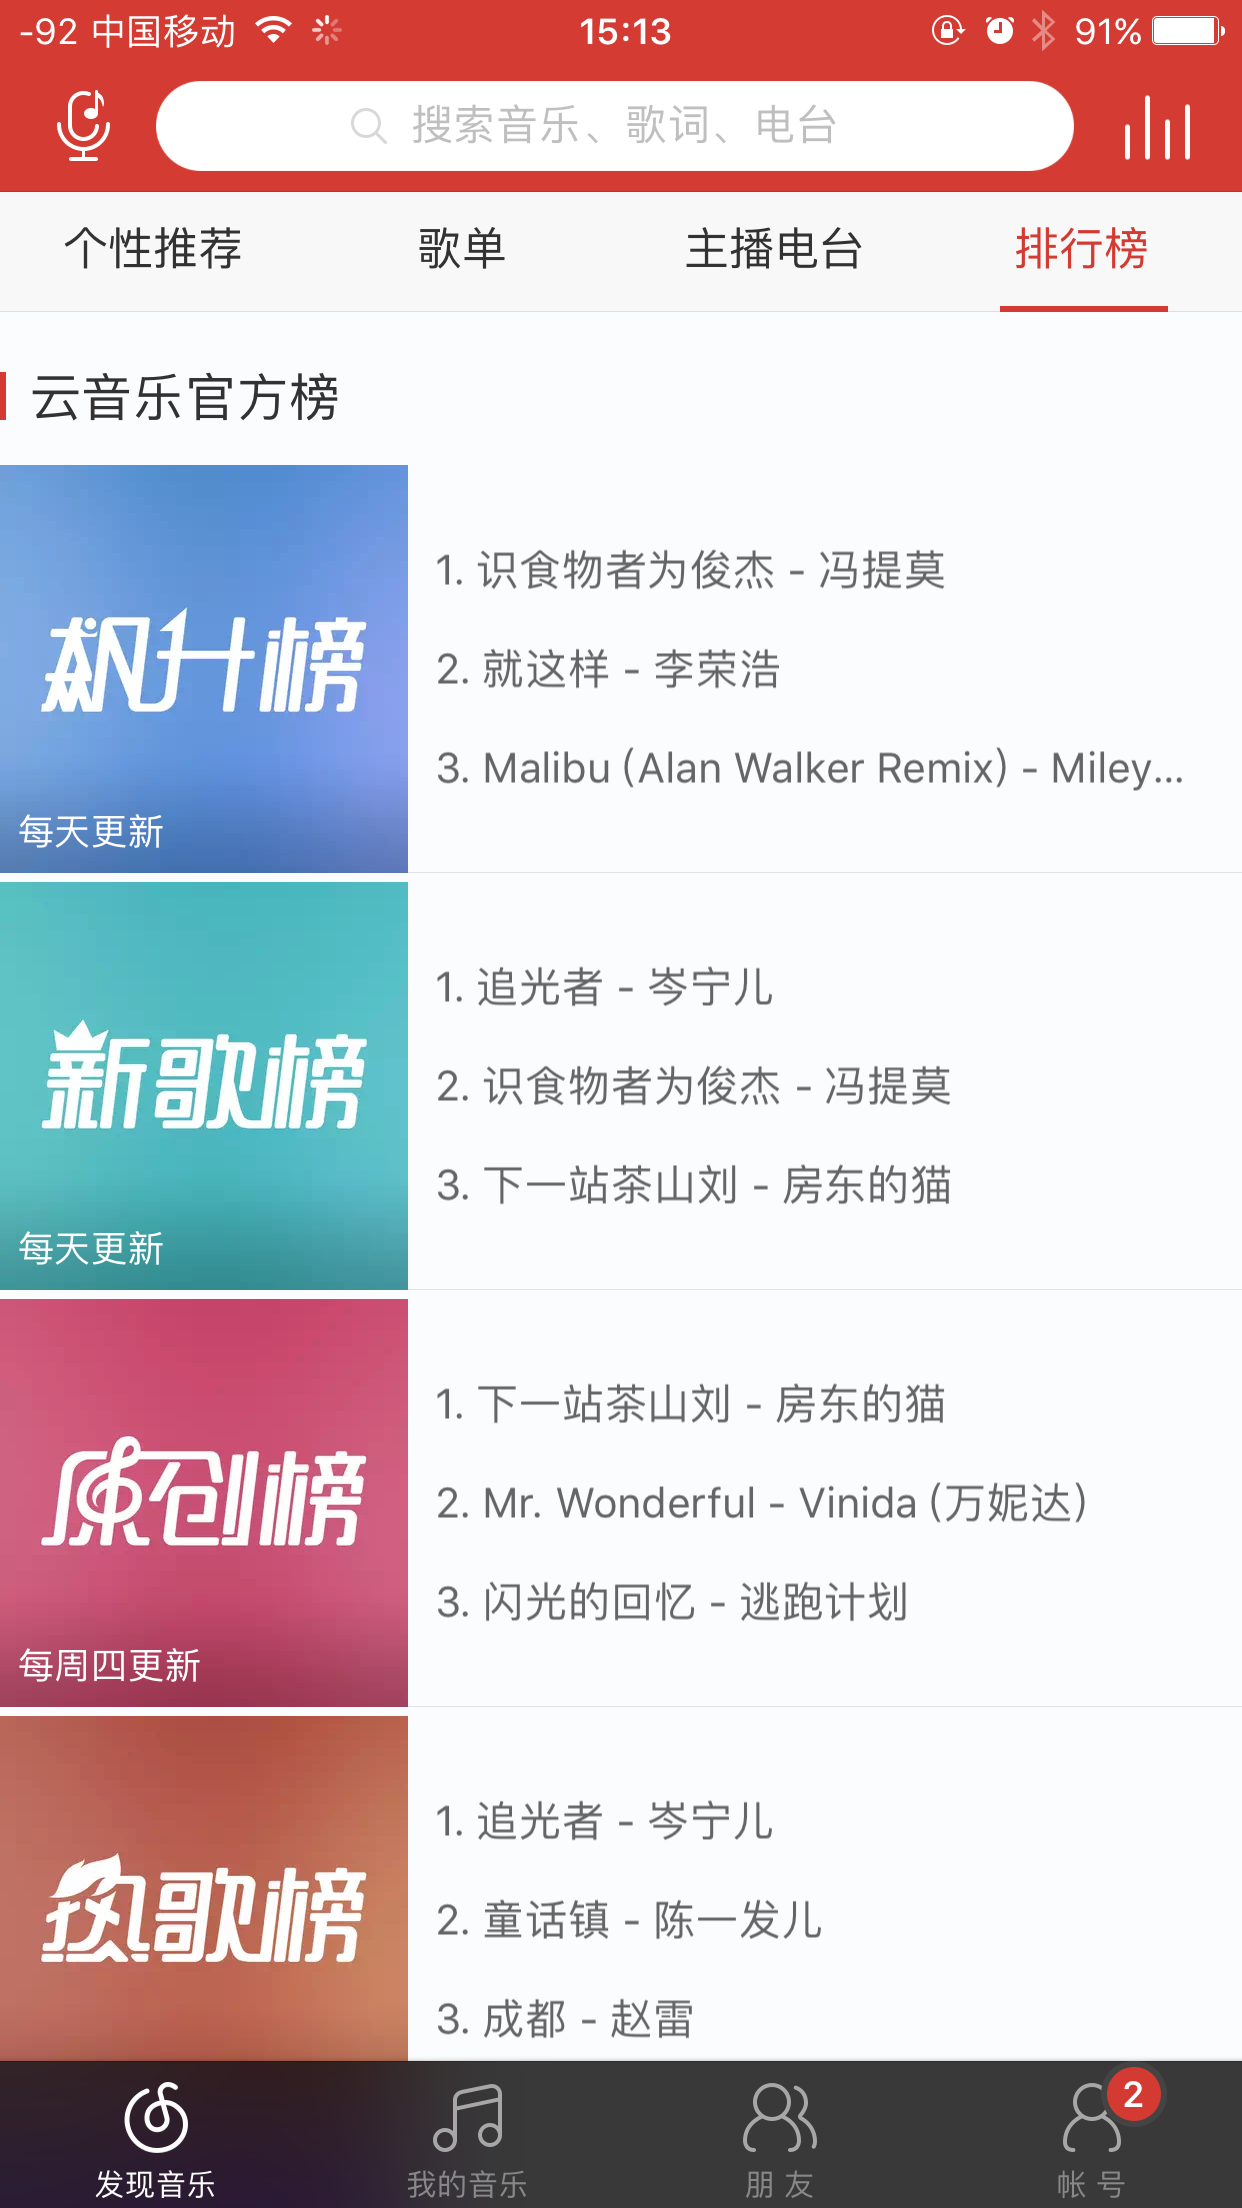 -92 中国移动 15:13 91%
搜索音乐、歌词、电台
个性推荐 歌单 主播电台 排行榜
云音乐官方榜
飙升榜
每天更新
1. 识食物者为俊杰 - 冯提莫
2. 就这样 - 李荣浩
3. Malibu (Alan Walker Remix) - Miley...
新歌榜
每天更新
1. 追光者 - 岑宁儿
2. 识食物者为俊杰 - 冯提莫
3. 下一站茶山刘 - 房东的猫
原创榜
每周四更新
1. 下一站茶山刘 - 房东的猫
2. Mr. Wonderful - Vinida (万妮达)
3. 闪光的回忆 - 逃跑计划
热歌榜
1. 追光者 - 岑宁儿
2. 童话镇 - 陈一发儿
3. 成都 - 赵雷
2
发现音乐 我的音乐 朋友 帐号